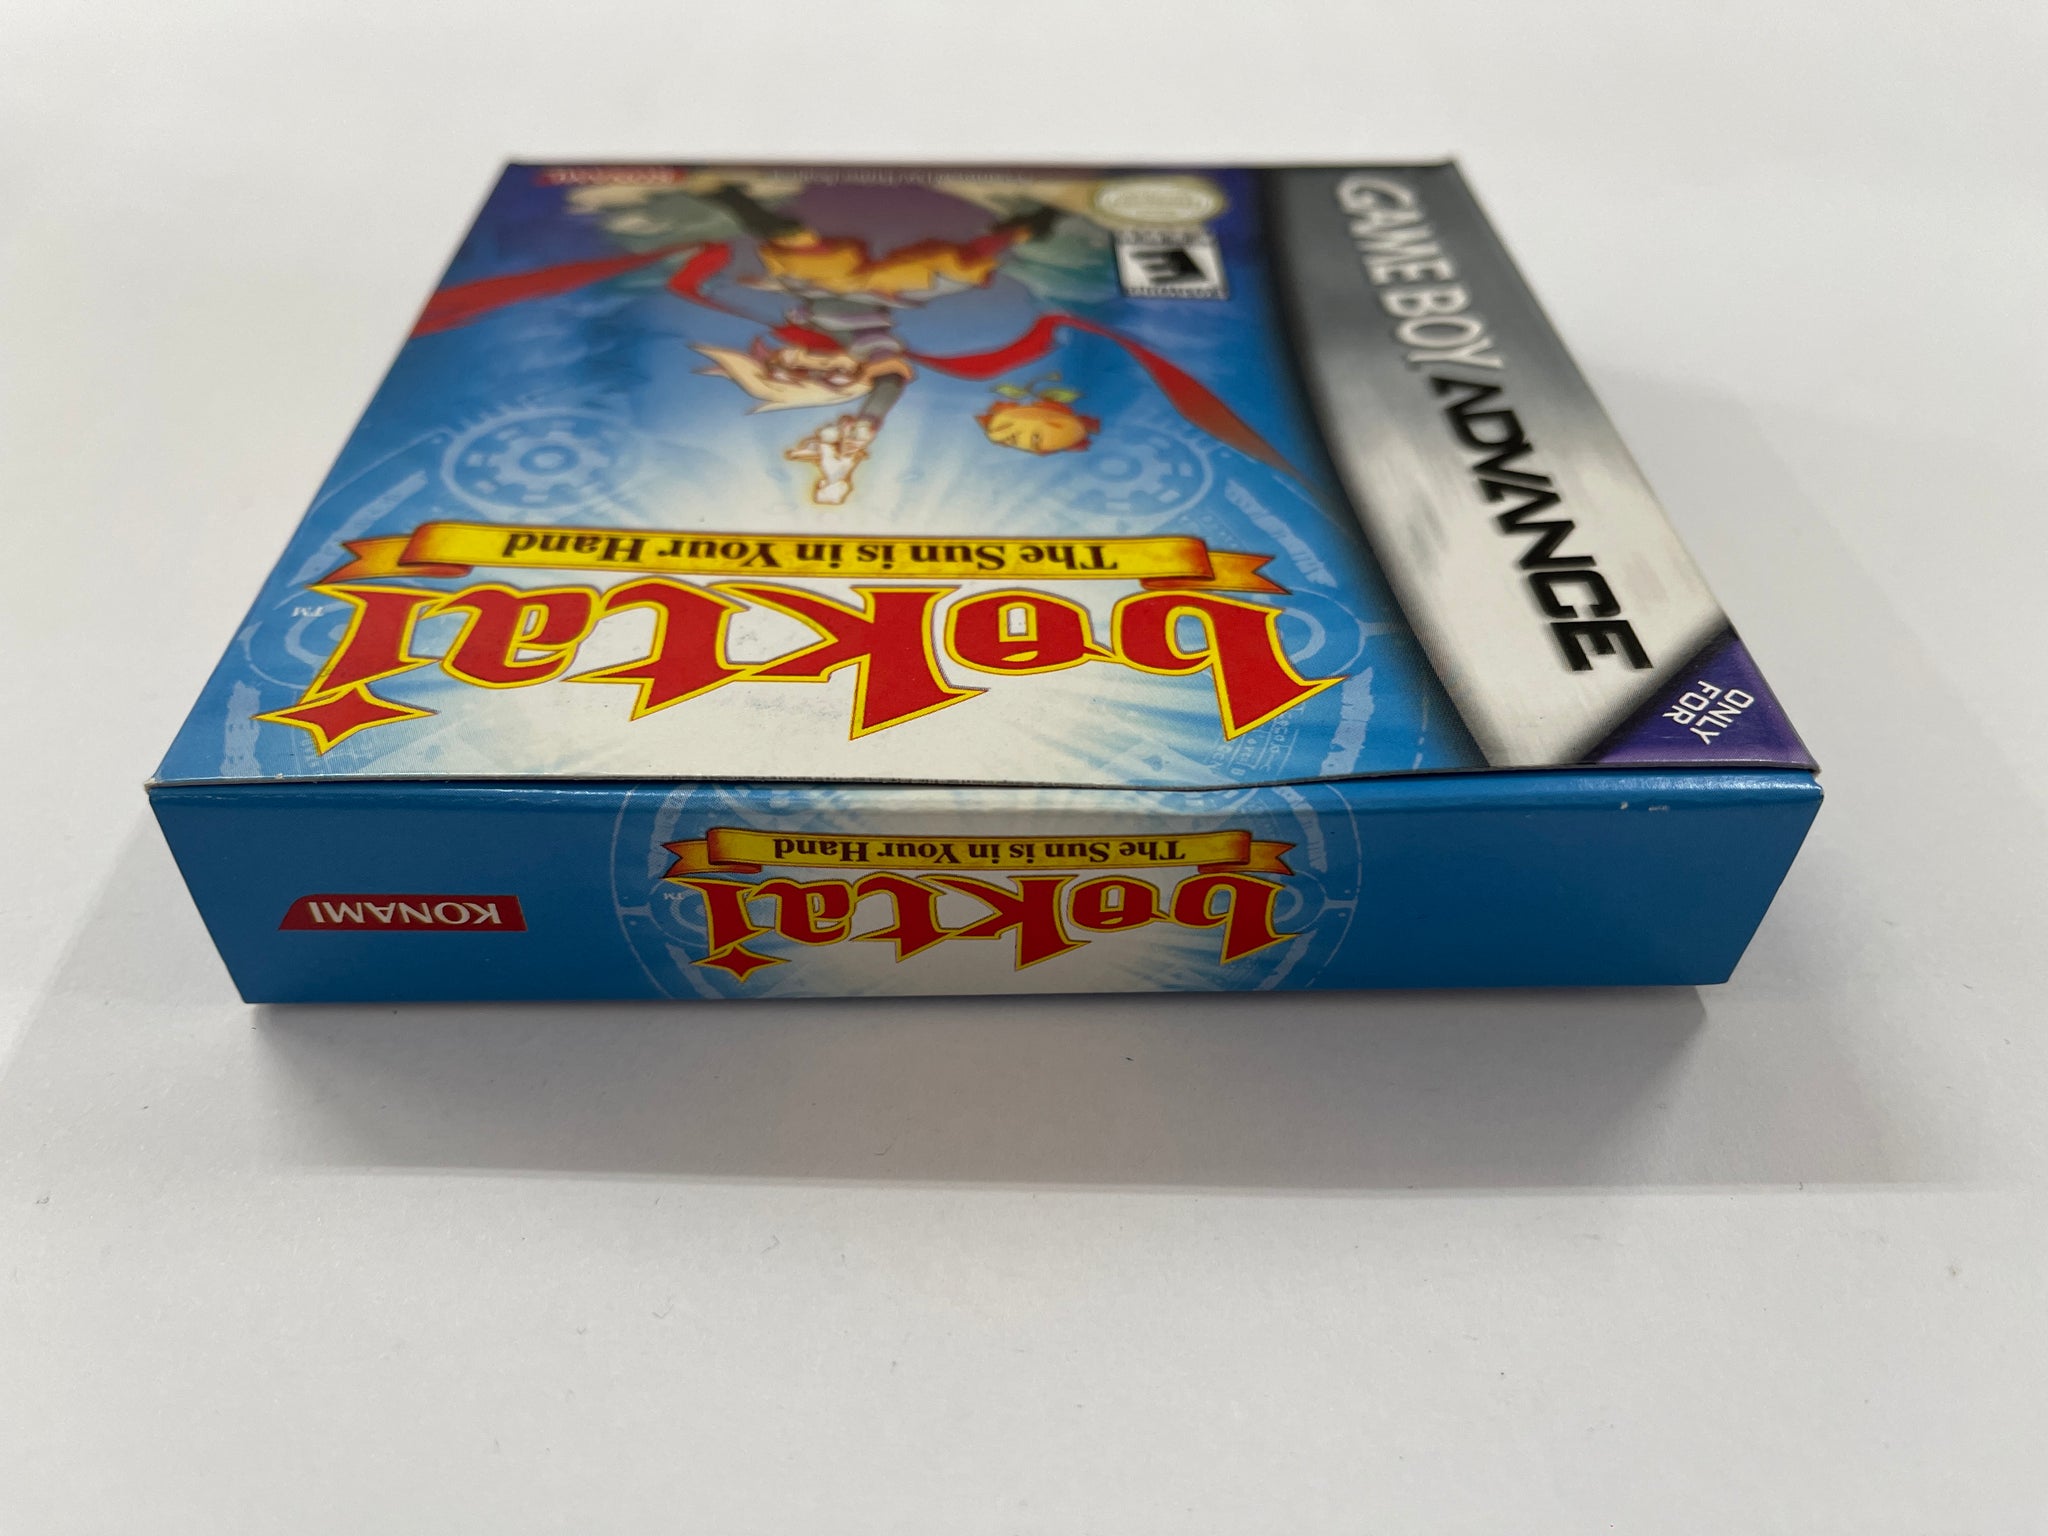 GAME BOY ADVANCE
ONLY
FOR
boktai
TM
The Sun is in Your Hand
E
KONAMI
boktai
TM
The Sun is in Your Hand
KONAMI